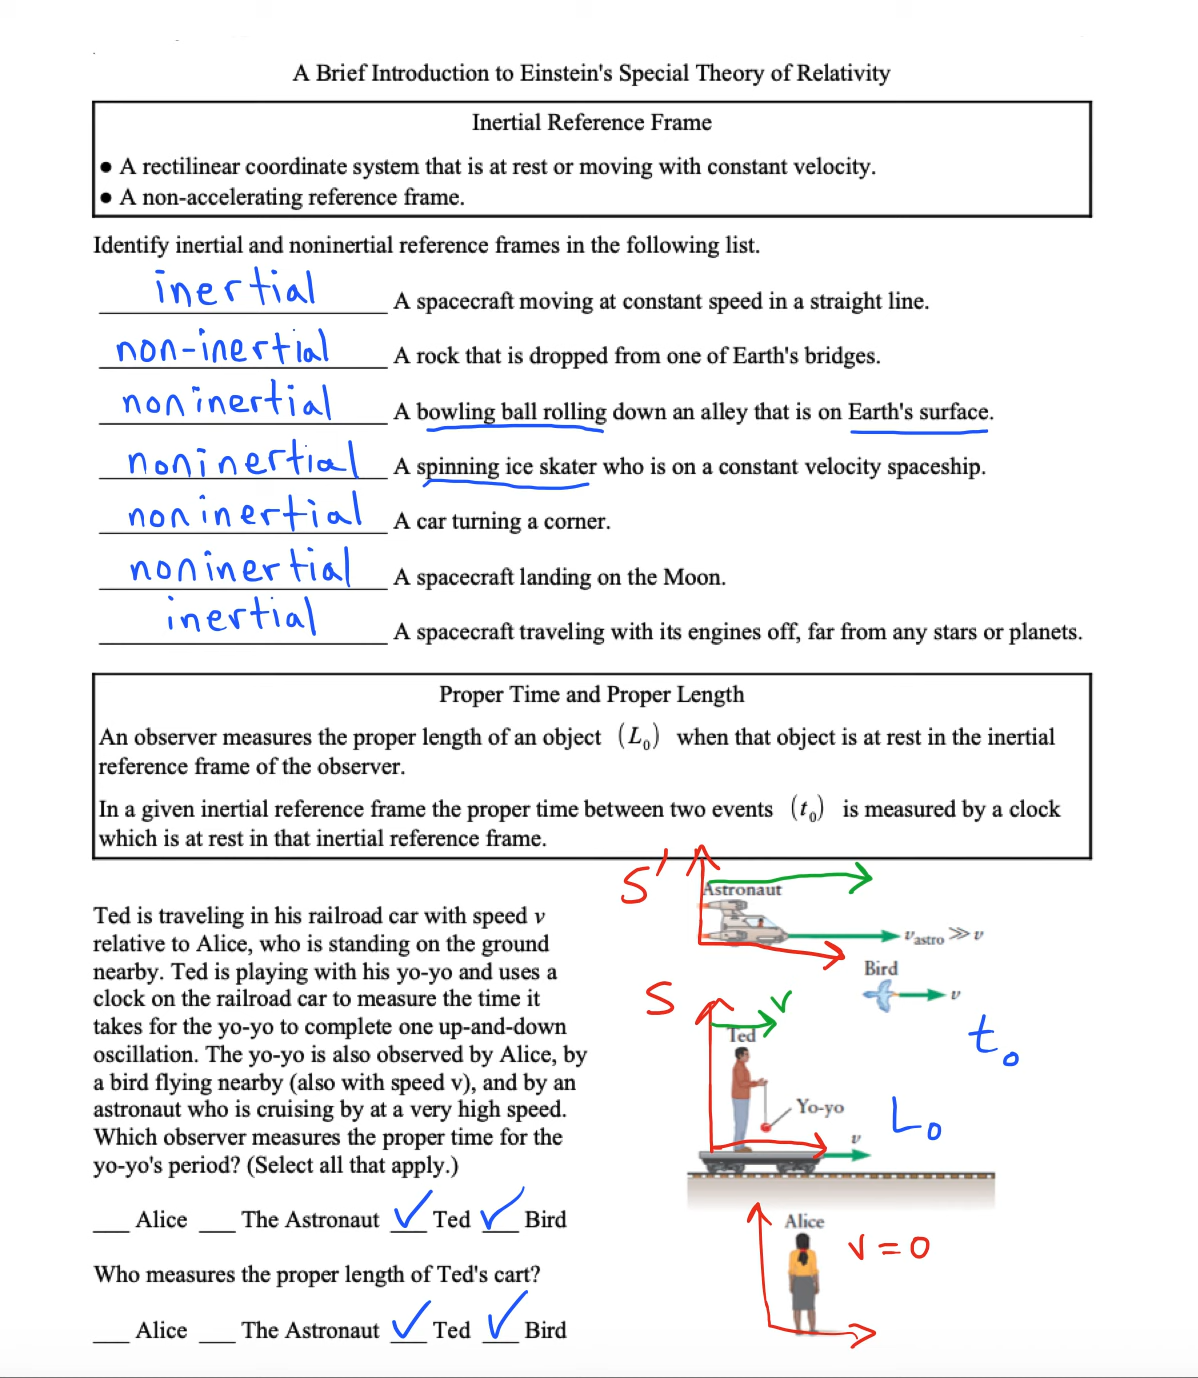 A Brief Introduction to Einstein's Special Theory of Relativity
Inertial Reference Frame
● A rectilinear coordinate system that is at rest or moving with constant velocity.
● A non-accelerating reference frame.
Identify inertial and noninertial reference frames in the following list.
inertial A spacecraft moving at constant speed in a straight line.
non-inertial A rock that is dropped from one of Earth's bridges.
noninertial A bowling ball rolling down an alley that is on Earth's surface.
noninertial A spinning ice skater who is on a constant velocity spaceship.
noninertial A car turning a corner.
noninertial A spacecraft landing on the Moon.
inertial A spacecraft traveling with its engines off, far from any stars or planets.
Proper Time and Proper Length
An observer measures the proper length of an object (L₀) when that object is at rest in the inertial
reference frame of the observer.
In a given inertial reference frame the proper time between two events (t₀) is measured by a clock
which is at rest in that inertial reference frame.
Ted is traveling in his railroad car with speed v
relative to Alice, who is standing on the ground
nearby. Ted is playing with his yo-yo and uses a
clock on the railroad car to measure the time it
takes for the yo-yo to complete one up-and-down
oscillation. The yo-yo is also observed by Alice, by
a bird flying nearby (also with speed v), and by an
astronaut who is cruising by at a very high speed.
Which observer measures the proper time for the
yo-yo's period? (Select all that apply.)
___ Alice ___ The Astronaut ✓ Ted ✓ Bird
Who measures the proper length of Ted's cart?
___ Alice ___ The Astronaut ✓ Ted ✓ Bird
S'
Astronaut
v_astro ≫ v
Bird
v
S
v
Ted
t₀
Yo-yo
L₀
v
Alice
v = 0